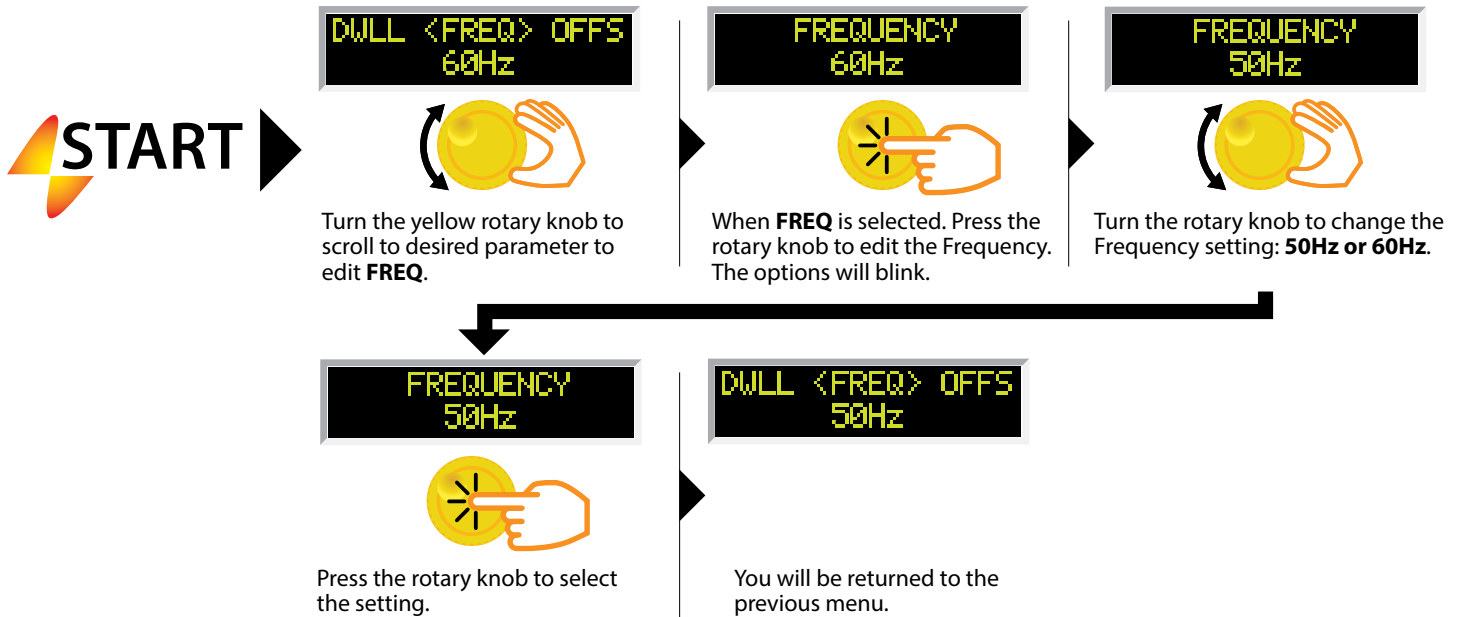 START
DWLL <FREQ> OFFS
60Hz
Turn the yellow rotary knob to
scroll to desired parameter to
edit FREQ.
FREQUENCY
60Hz
When FREQ is selected. Press the
rotary knob to edit the Frequency.
The options will blink.
FREQUENCY
50Hz
Turn the rotary knob to change the
Frequency setting: 50Hz or 60Hz.
FREQUENCY
50Hz
Press the rotary knob to select
the setting.
DWLL <FREQ> OFFS
50Hz
You will be returned to the
previous menu.